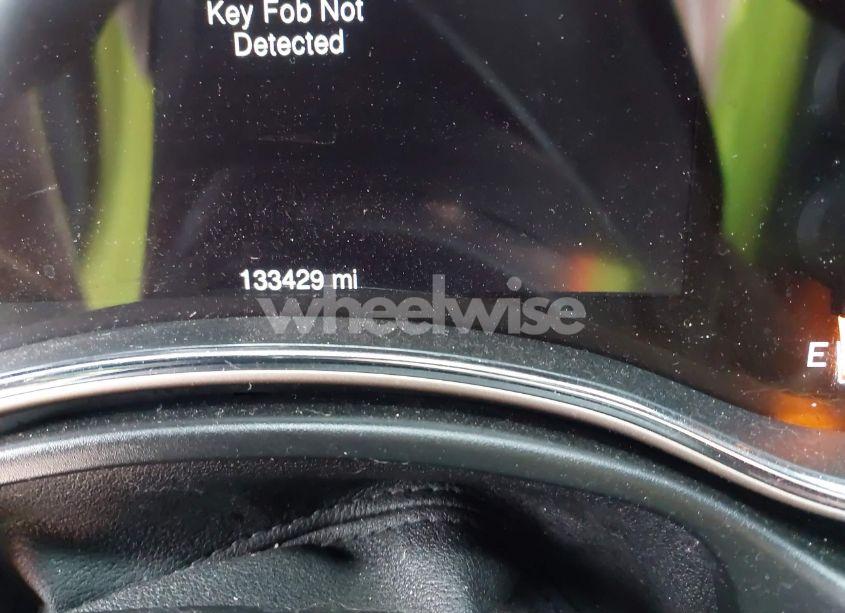 Key Fob Not
Detected
133429 mi
wheelwise
E